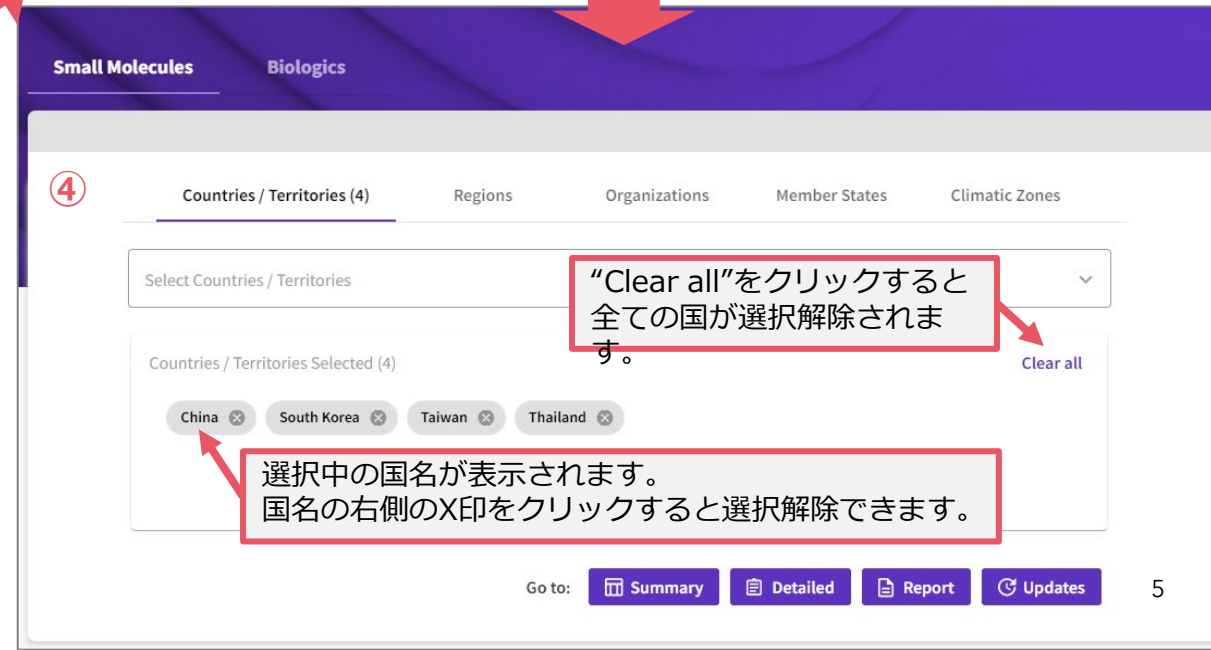 Small Molecules Biologics
④
Countries / Territories (4) Regions Organizations Member States Climatic Zones
Select Countries / Territories
“Clear all”をクリックすると
全ての国が選択解除されま
す。
Countries / Territories Selected (4)
Clear all
China South Korea Taiwan Thailand
選択中の国名が表示されます。
国名の右側のX印をクリックすると選択解除できます。
Go to: Summary Detailed Report Updates
5